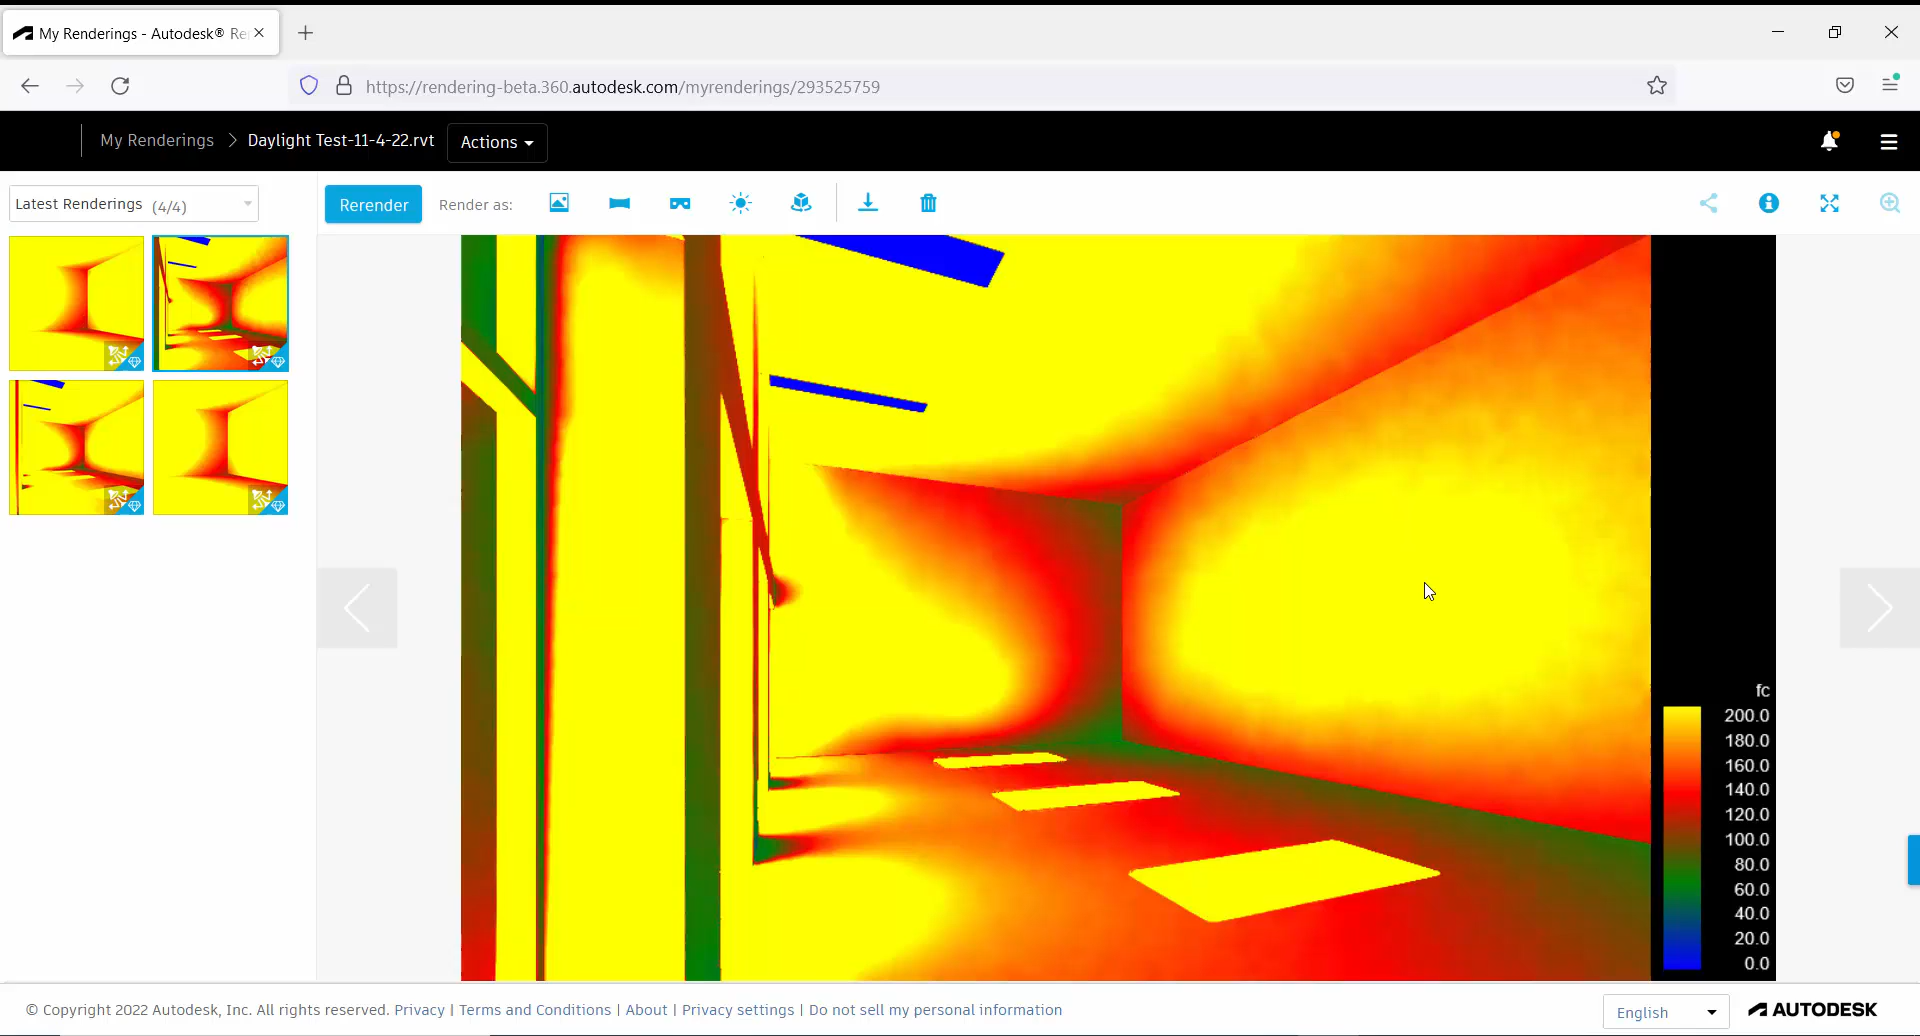 My Renderings - Autodesk® Re
https://rendering-beta.360.autodesk.com/myrenderings/293525759
My Renderings > Daylight Test-11-4-22.rvt Actions
Latest Renderings (4/4)
Rerender Render as:
fc
200.0
180.0
160.0
140.0
120.0
100.0
80.0
60.0
40.0
20.0
0.0
© Copyright 2022 Autodesk, Inc. All rights reserved. Privacy | Terms and Conditions | About | Privacy settings | Do not sell my personal information
English
AUTODESK